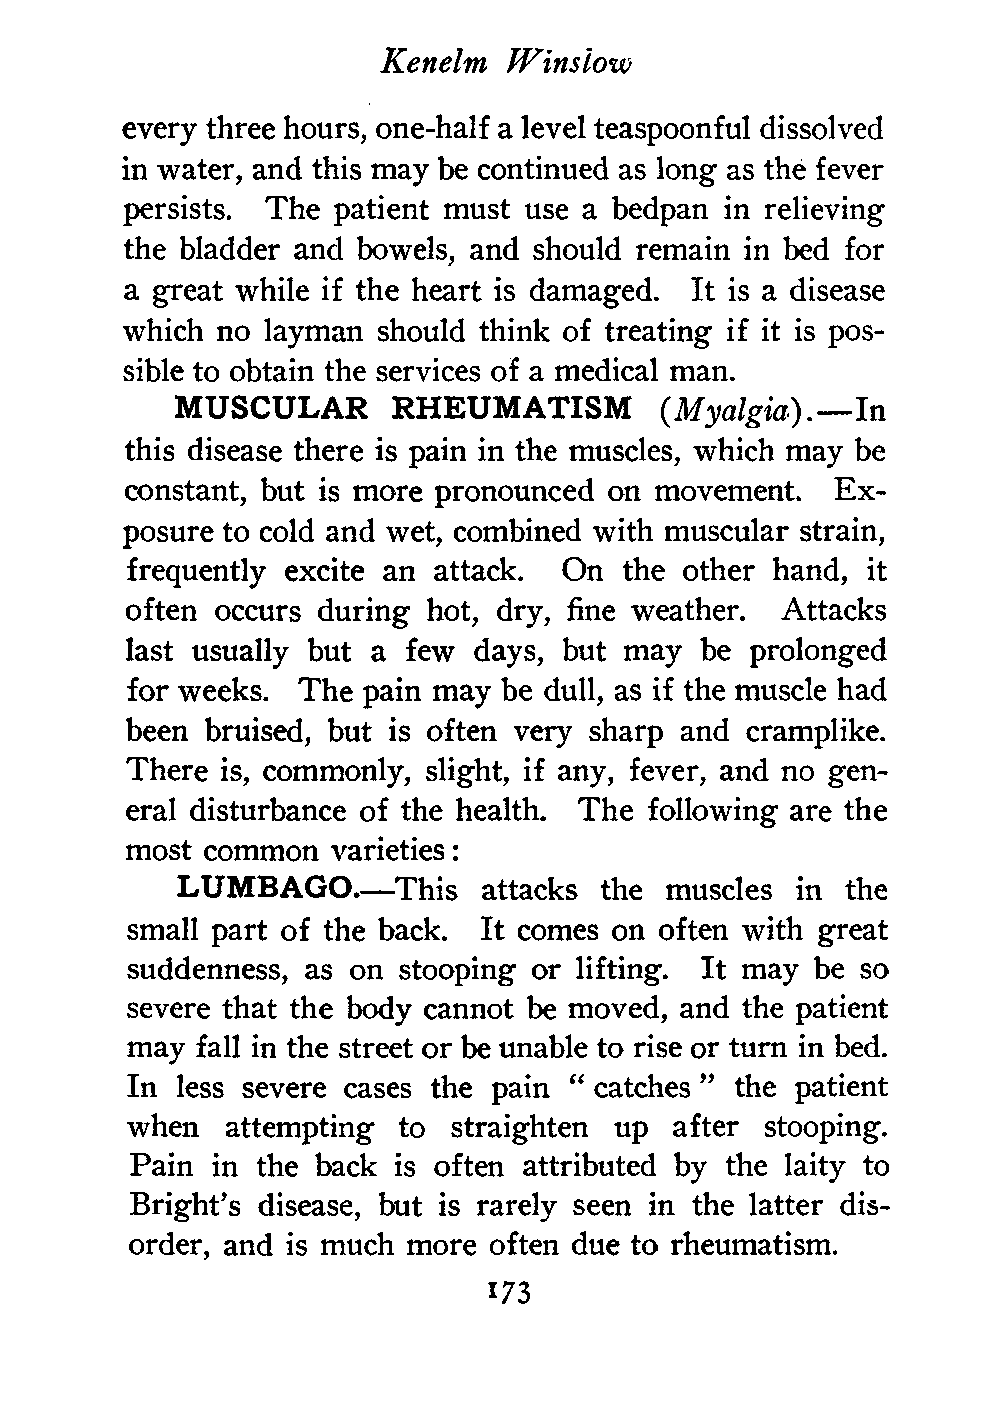 Kenelm Winslow
every three hours, one-half a level teaspoonful dissolved
in water, and this may be continued as long as the fever
persists. The patient must use a bedpan in relieving
the bladder and bowels, and should remain in bed for
a great while if the heart is damaged. It is a disease
which no layman should think of treating if it is pos-
sible to obtain the services of a medical man.
MUSCULAR RHEUMATISM (Myalgia).—In
this disease there is pain in the muscles, which may be
constant, but is more pronounced on movement. Ex-
posure to cold and wet, combined with muscular strain,
frequently excite an attack. On the other hand, it
often occurs during hot, dry, fine weather. Attacks
last usually but a few days, but may be prolonged
for weeks. The pain may be dull, as if the muscle had
been bruised, but is often very sharp and cramplike.
There is, commonly, slight, if any, fever, and no gen-
eral disturbance of the health. The following are the
most common varieties:
LUMBAGO.—This attacks the muscles in the
small part of the back. It comes on often with great
suddenness, as on stooping or lifting. It may be so
severe that the body cannot be moved, and the patient
may fall in the street or be unable to rise or turn in bed.
In less severe cases the pain “catches” the patient
when attempting to straighten up after stooping.
Pain in the back is often attributed by the laity to
Bright's disease, but is rarely seen in the latter dis-
order, and is much more often due to rheumatism.
173